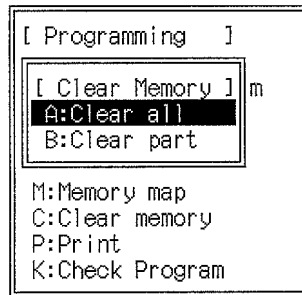 [ Programming ]
[ Clear Memory ] m
A:Clear all
B:Clear part
M:Memory map
C:Clear memory
P:Print
K:Check Program